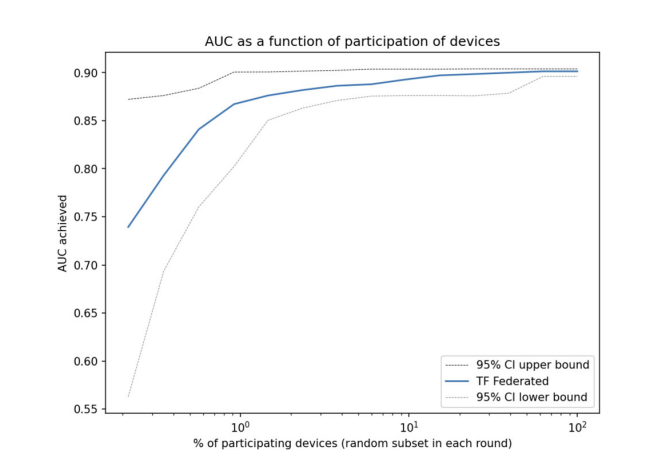 AUC as a function of participation of devices
AUC achieved
0.90
0.85
0.80
0.75
0.70
0.65
0.60
0.55
95% CI upper bound
TF Federated
95% CI lower bound
10⁰
10¹
10²
% of participating devices (random subset in each round)